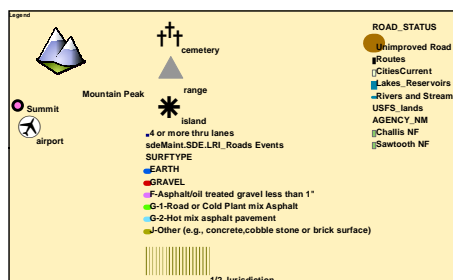 Legend
ROAD_STATUS
cemetery
Unimproved Road
Routes
CitiesCurrent
Mountain Peak
range
Lakes_Reservoirs
Rivers and Stream
Summit
USFS_lands
island
AGENCY_NM
airport
4 or more thru lanes
Challis NF
sdeMaint.SDE.LRI_Roads Events
Sawtooth NF
SURFTYPE
EARTH
GRAVEL
F-Asphalt/oil treated gravel less than 1"
G-1-Road or Cold Plant mix Asphalt
G-2-Hot mix asphalt pavement
J-Other (e.g., concrete,cobble stone or brick surface)
1/2 Jurisdiction